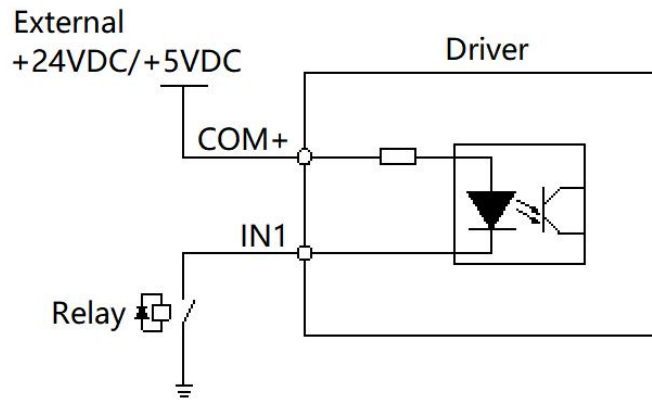 External
+24VDC/+5VDC
Driver
COM+
IN1
Relay